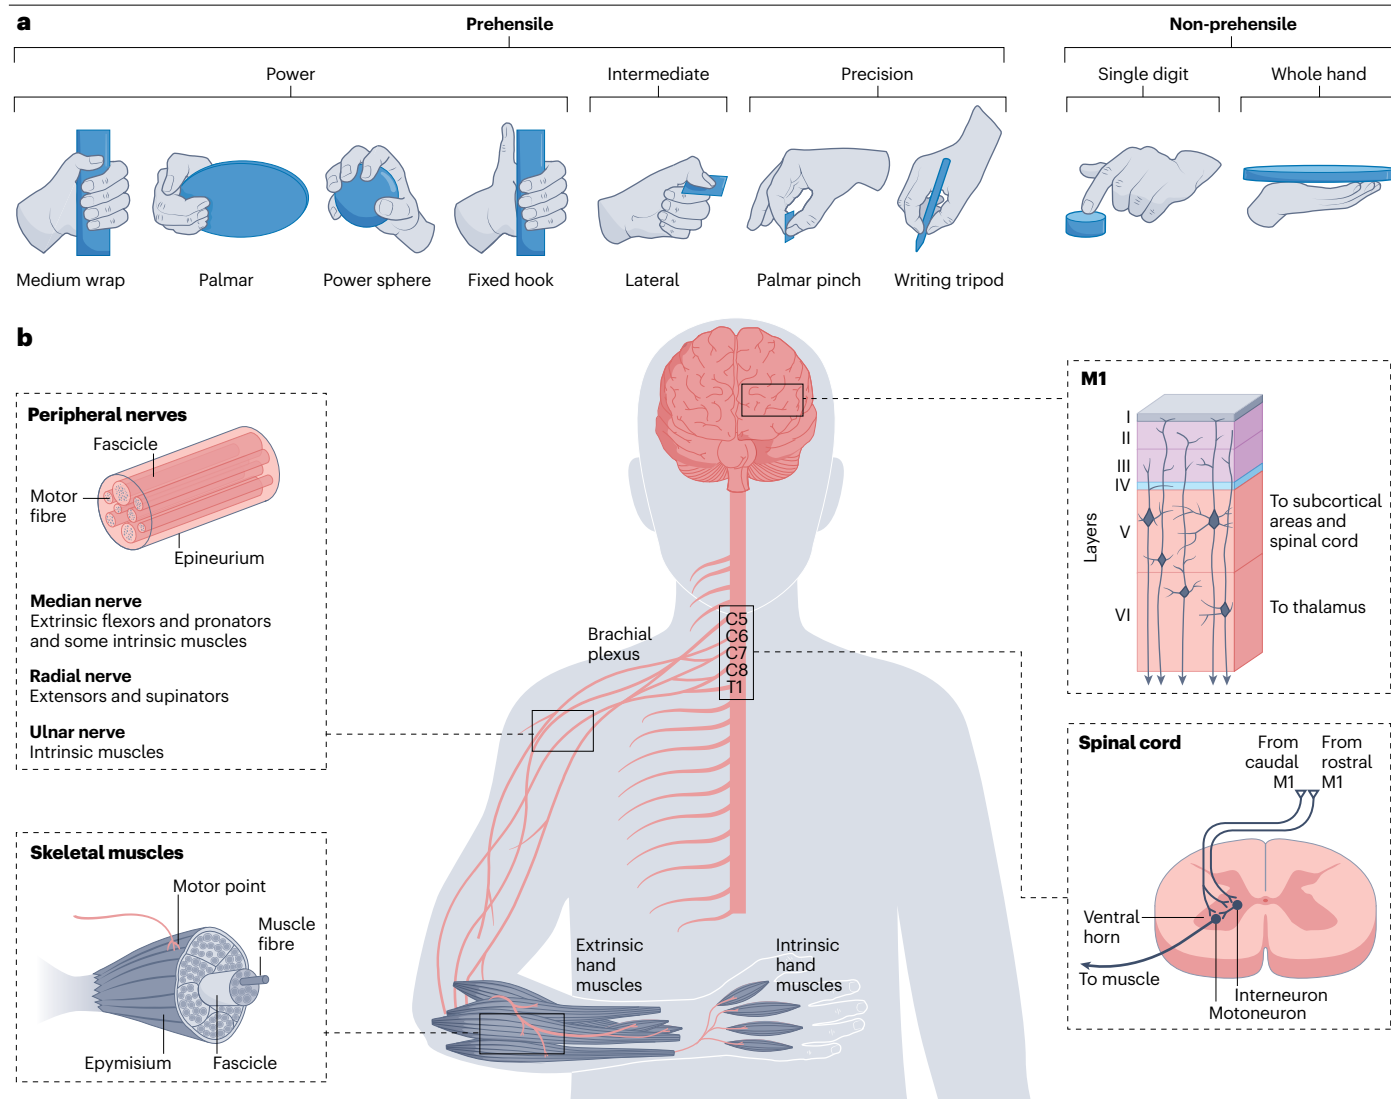 a
Prehensile
Non-prehensile
Power
Intermediate
Precision
Single digit
Whole hand
Medium wrap
Palmar
Power sphere
Fixed hook
Lateral
Palmar pinch
Writing tripod
b
Peripheral nerves
Fascicle
Motor
fibre
Epineurium
Median nerve
Extrinsic flexors and pronators
and some intrinsic muscles
Radial nerve
Extensors and supinators
Ulnar nerve
Intrinsic muscles
Skeletal muscles
Motor point
Muscle
fibre
Epymisium
Fascicle
Brachial
plexus
C5
C6
C7
C8
T1
Extrinsic
hand
muscles
Intrinsic
hand
muscles
M1
Layers
I
II
III
IV
V
VI
To subcortical
areas and
spinal cord
To thalamus
Spinal cord
From
caudal
M1
From
rostral
M1
Ventral
horn
To muscle
Interneuron
Motoneuron